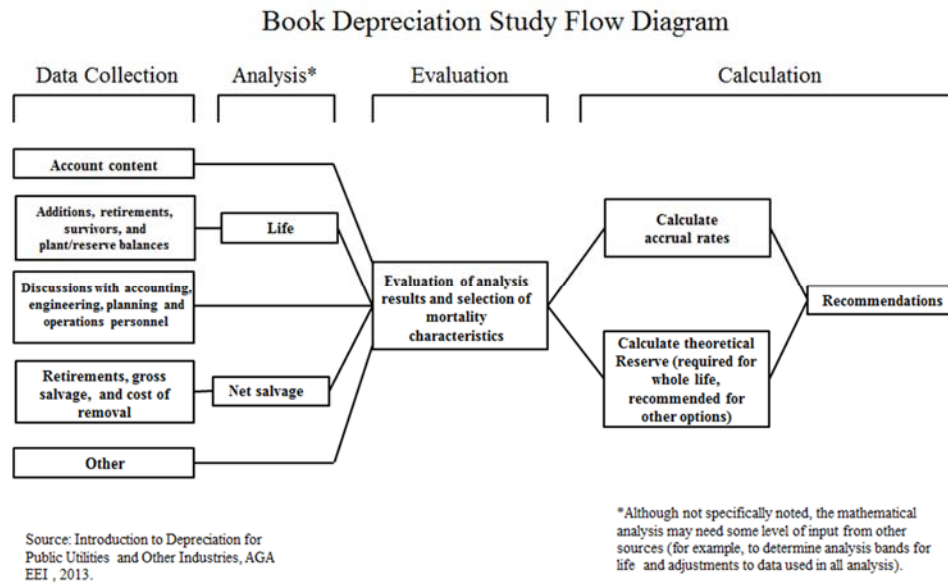 Book Depreciation Study Flow Diagram
Data Collection
Analysis*
Evaluation
Calculation
Account content
Additions, retirements,
survivors, and
plant/reserve balances
Life
Discussions with accounting,
engineering, planning and
operations personnel
Retirements, gross
salvage, and cost of
removal
Net salvage
Other
Evaluation of analysis
results and selection of
mortality
characteristics
Calculate
accrual rates
Calculate theoretical
Reserve (required for
whole life,
recommended for
other options)
Recommendations
Source: Introduction to Depreciation for
Public Utilities and Other Industries, AGA
EEI , 2013.
*Although not specifically noted, the mathematical
analysis may need some level of input from other
sources (for example, to determine analysis bands for
life and adjustments to data used in all analysis).